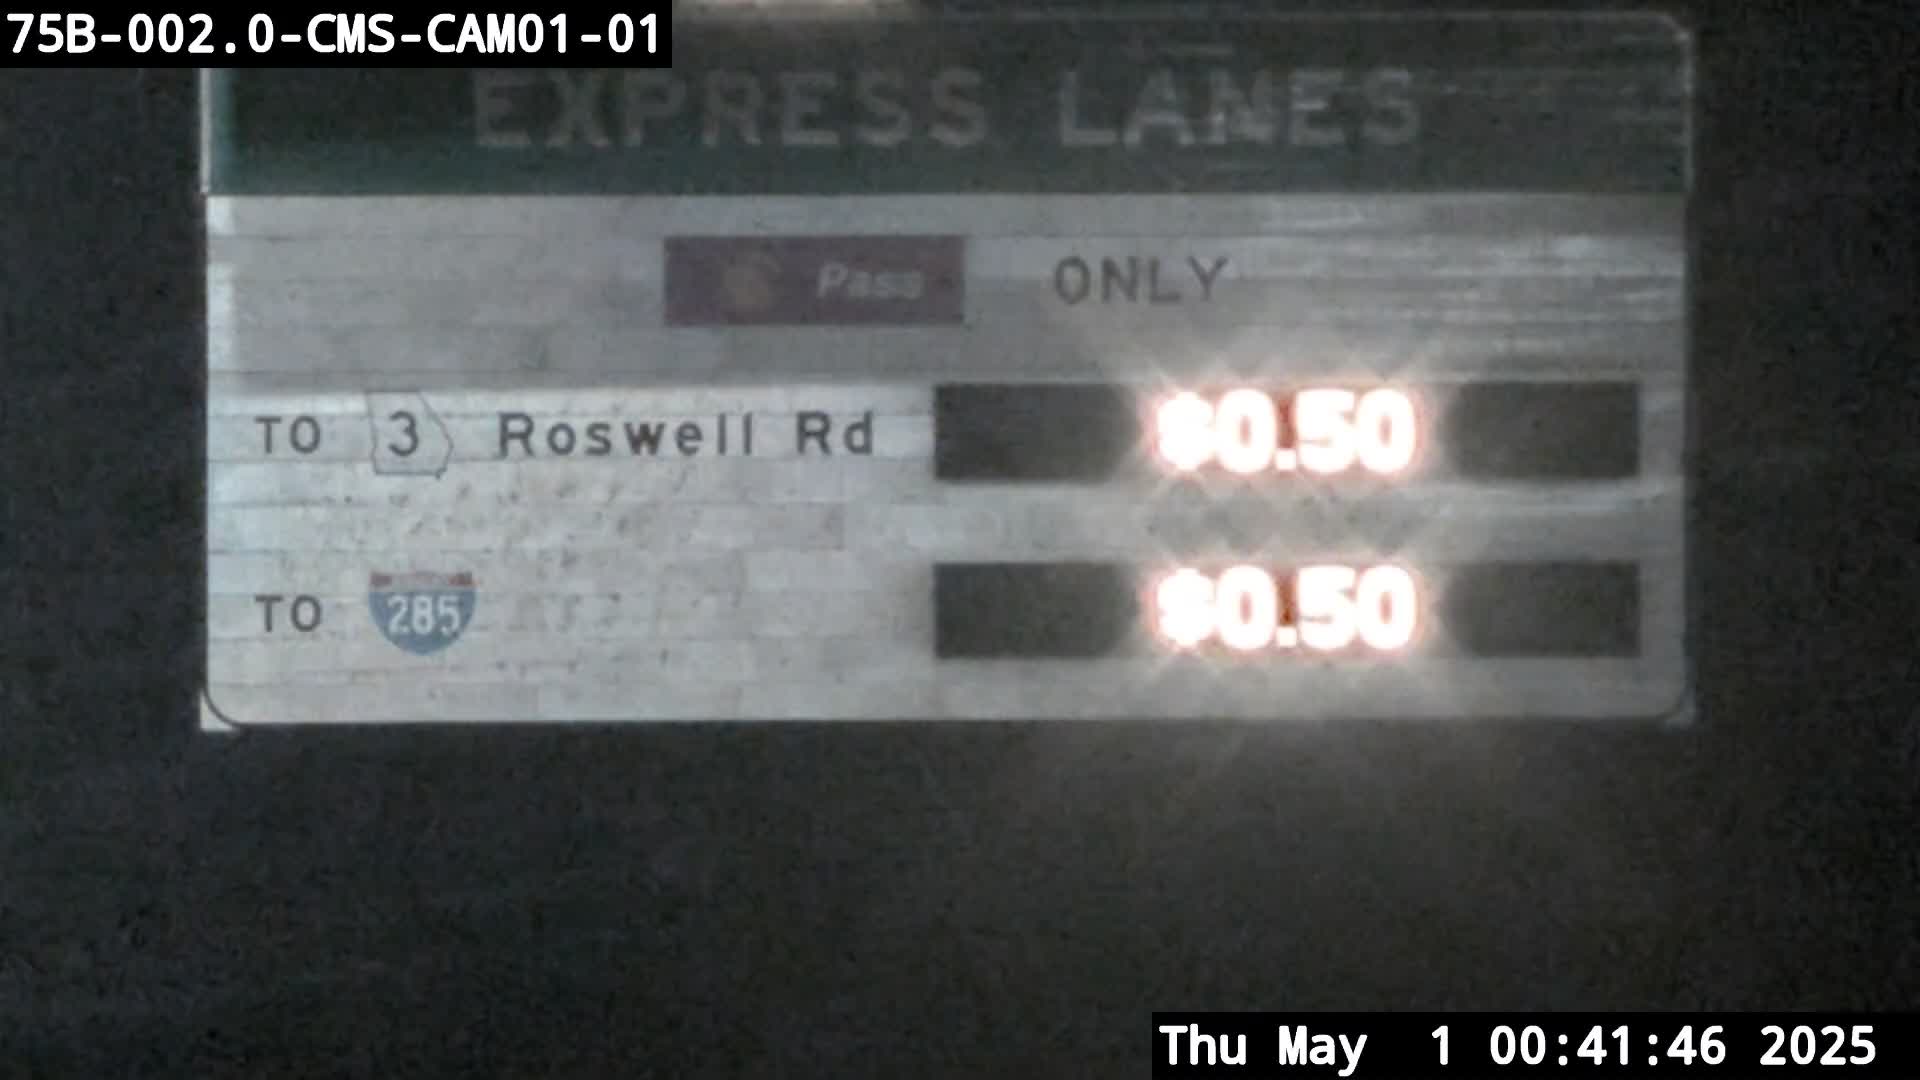 75B-002.0-CMS-CAM01-01
EXPRESS LANES
Pass ONLY
TO 3 Roswell Rd $0.50
TO 285 $0.50
Thu May 1 00:41:46 2025